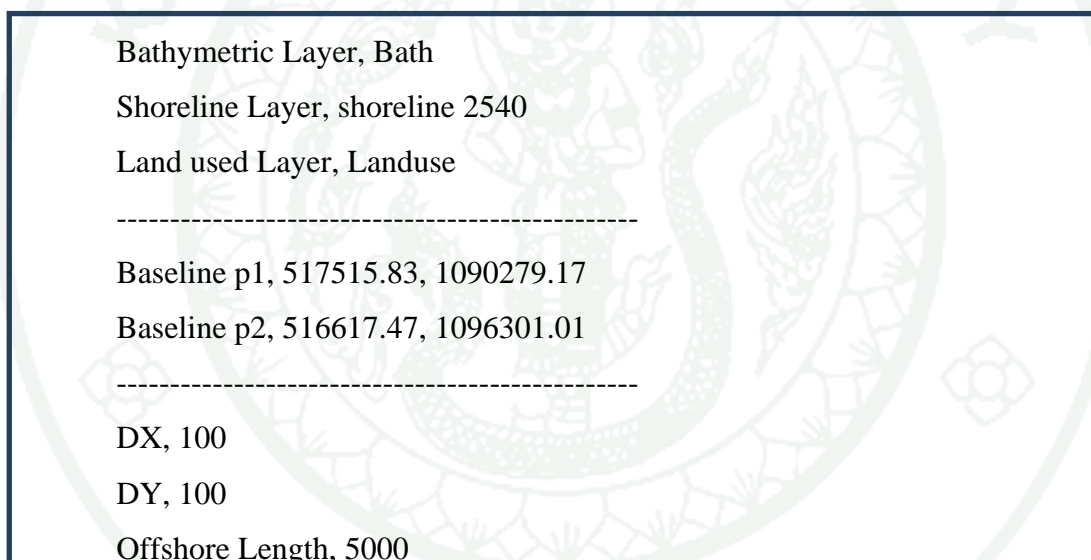 Bathymetric Layer, Bath
Shoreline Layer, shoreline 2540
Land used Layer, Landuse
-------------------------------------------------
Baseline p1, 517515.83, 1090279.17
Baseline p2, 516617.47, 1096301.01
-------------------------------------------------
DX, 100
DY, 100
Offshore Length, 5000